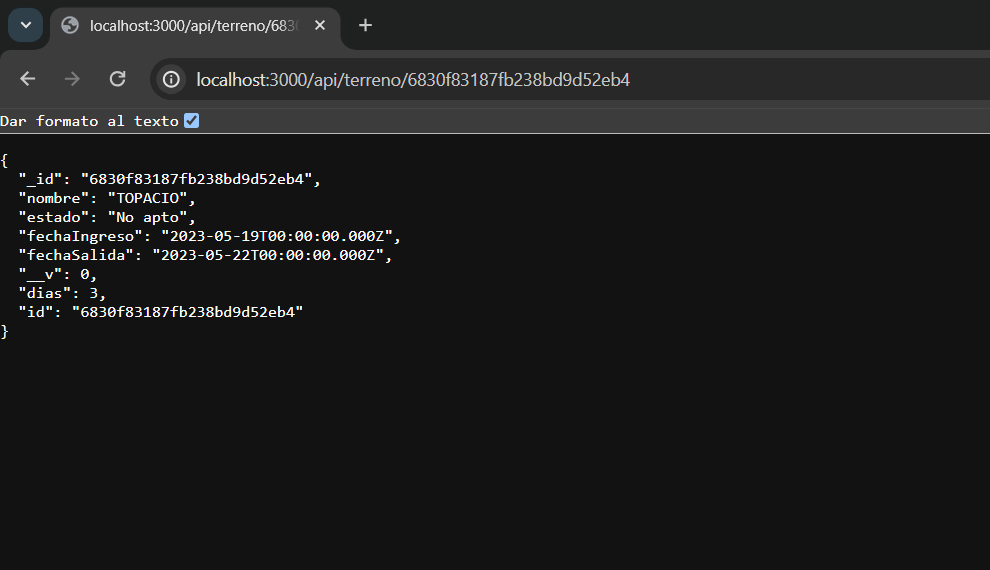 localhost:3000/api/terreno/683
localhost:3000/api/terreno/6830f83187fb238bd9d52eb4
Dar formato al texto
{
  "_id": "6830f83187fb238bd9d52eb4",
  "nombre": "TOPACIO",
  "estado": "No apto",
  "fechaIngreso": "2023-05-19T00:00:00.000Z",
  "fechaSalida": "2023-05-22T00:00:00.000Z",
  "__v": 0,
  "dias": 3,
  "id": "6830f83187fb238bd9d52eb4"
}